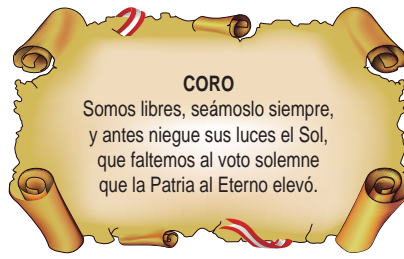 CORO
Somos libres, seámoslo siempre,
y antes niegue sus luces el Sol,
que faltemos al voto solemne
que la Patria al Eterno elevó.